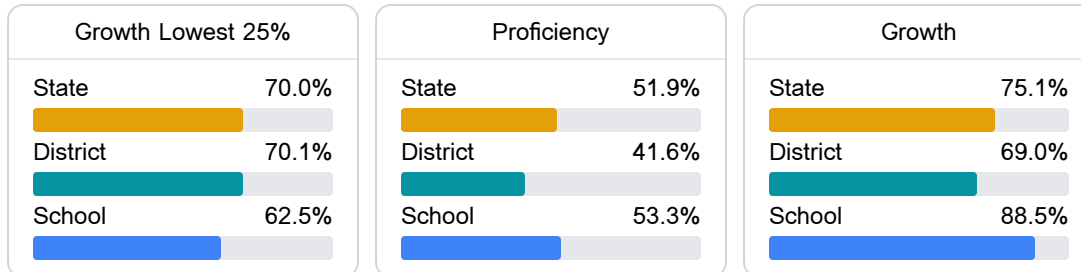 Growth Lowest 25%
State 70.0%
District 70.1%
School 62.5%
Proficiency
State 51.9%
District 41.6%
School 53.3%
Growth
State 75.1%
District 69.0%
School 88.5%